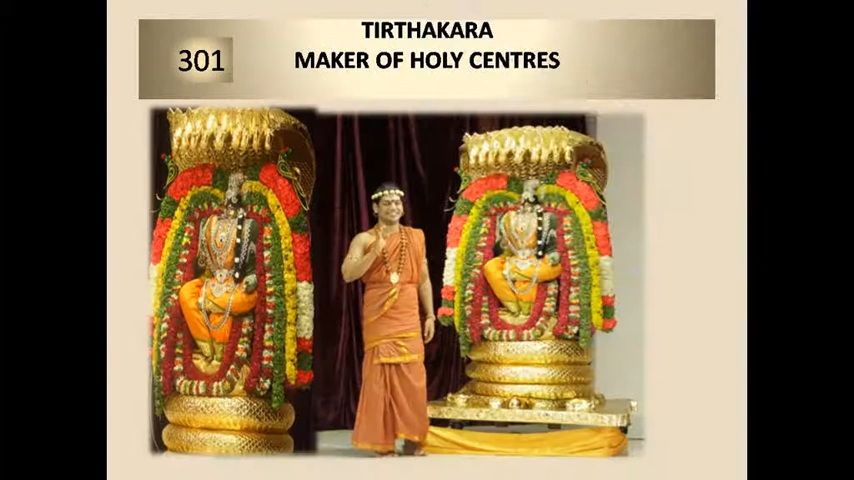 TIRTHAKARA
301
MAKER OF HOLY CENTRES